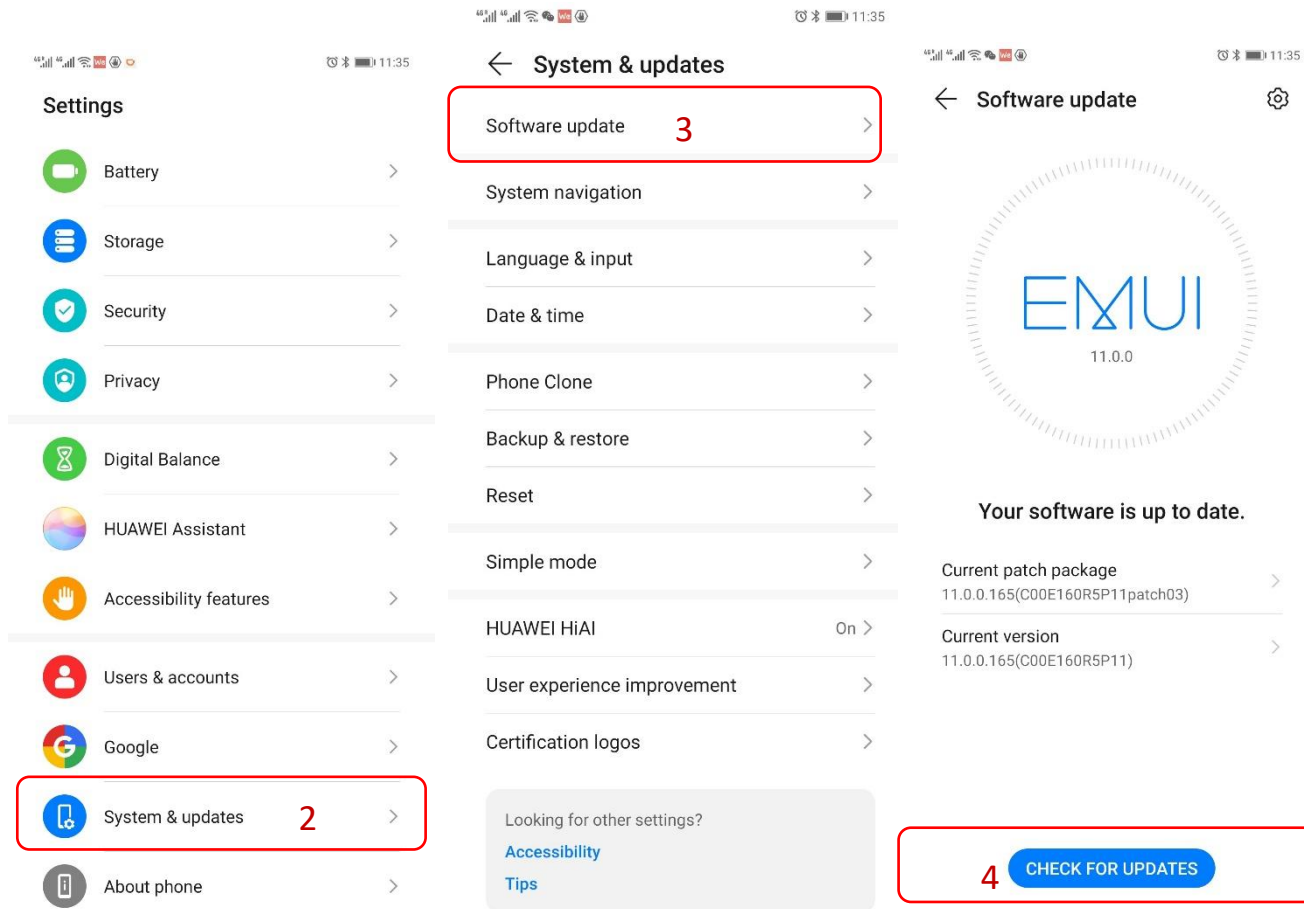 11:35
Settings
Battery
Storage
Security
Privacy
Digital Balance
HUAWEI Assistant
Accessibility features
Users & accounts
Google
System & updates 2
About phone
11:35
System & updates
Software update 3
System navigation
Language & input
Date & time
Phone Clone
Backup & restore
Reset
Simple mode
HUAWEI HiAI On
User experience improvement
Certification logos
Looking for other settings?
Accessibility
Tips
11:35
Software update
EMUI
11.0.0
Your software is up to date.
Current patch package
11.0.0.165(C00E160R5P11patch03)
Current version
11.0.0.165(C00E160R5P11)
4 CHECK FOR UPDATES